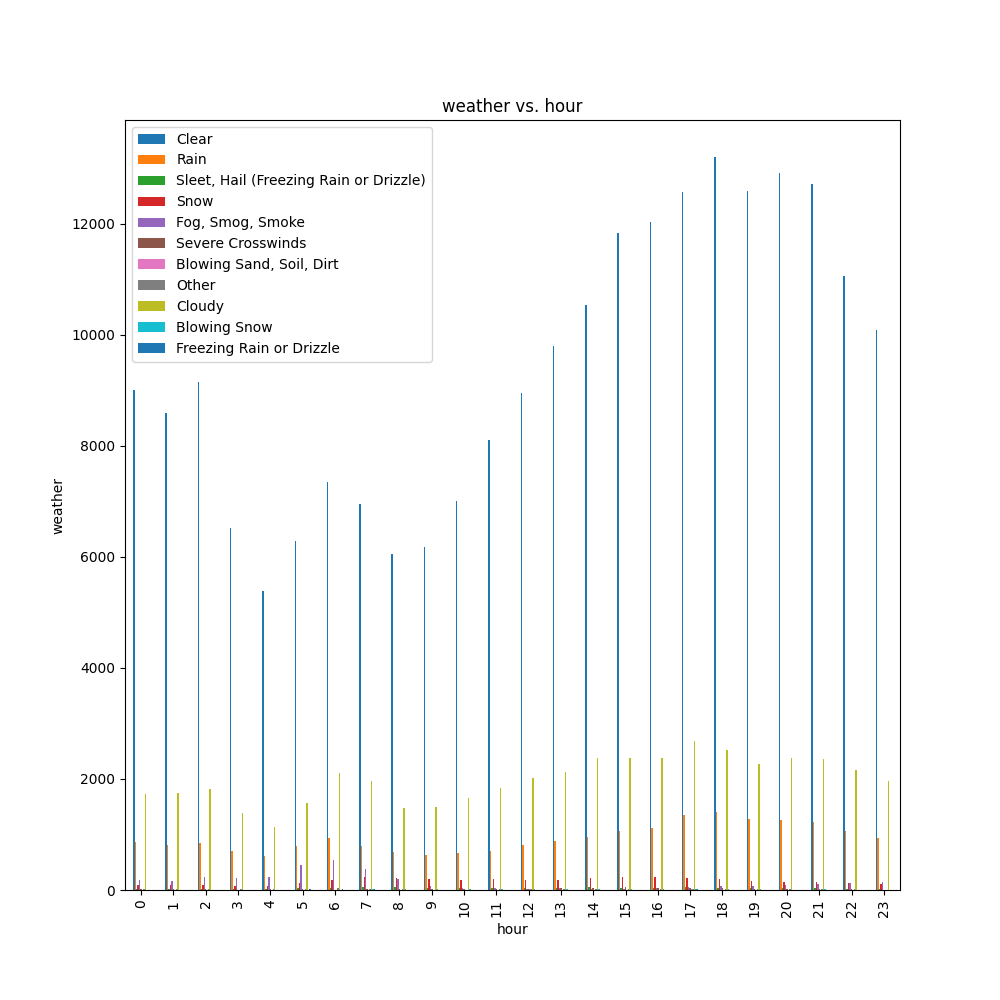 weather vs. hour
Clear
Rain
Sleet, Hail (Freezing Rain or Drizzle)
Snow
Fog, Smog, Smoke
Severe Crosswinds
Blowing Sand, Soil, Dirt
Other
Cloudy
Blowing Snow
Freezing Rain or Drizzle
12000
10000
8000
6000
4000
2000
0
weather
0 1 2 3 4 5 6 7 8 9 10 11 12 13 14 15 16 17 18 19 20 21 22 23
hour